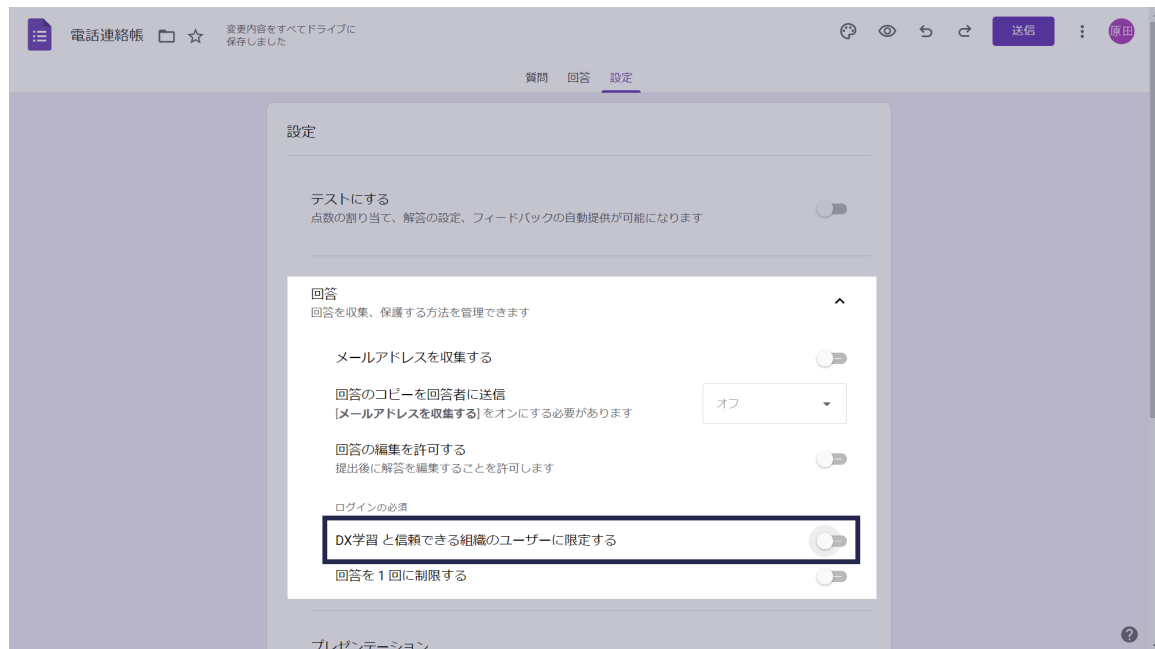 電話連絡帳
変更内容をすべてドライブに
保存しました
送信
原田
質問 回答 設定
設定
テストにする
点数の割り当て、解答の設定、フィードバックの自動提供が可能になります
回答
回答を収集、保護する方法を管理できます
メールアドレスを収集する
回答のコピーを回答者に送信
[メールアドレスを収集する] をオンにする必要があります
オフ
回答の編集を許可する
提出後に解答を編集することを許可します
ログインの必須
DX学習 と信頼できる組織のユーザーに限定する
回答を 1 回に制限する
プレゼンテーション